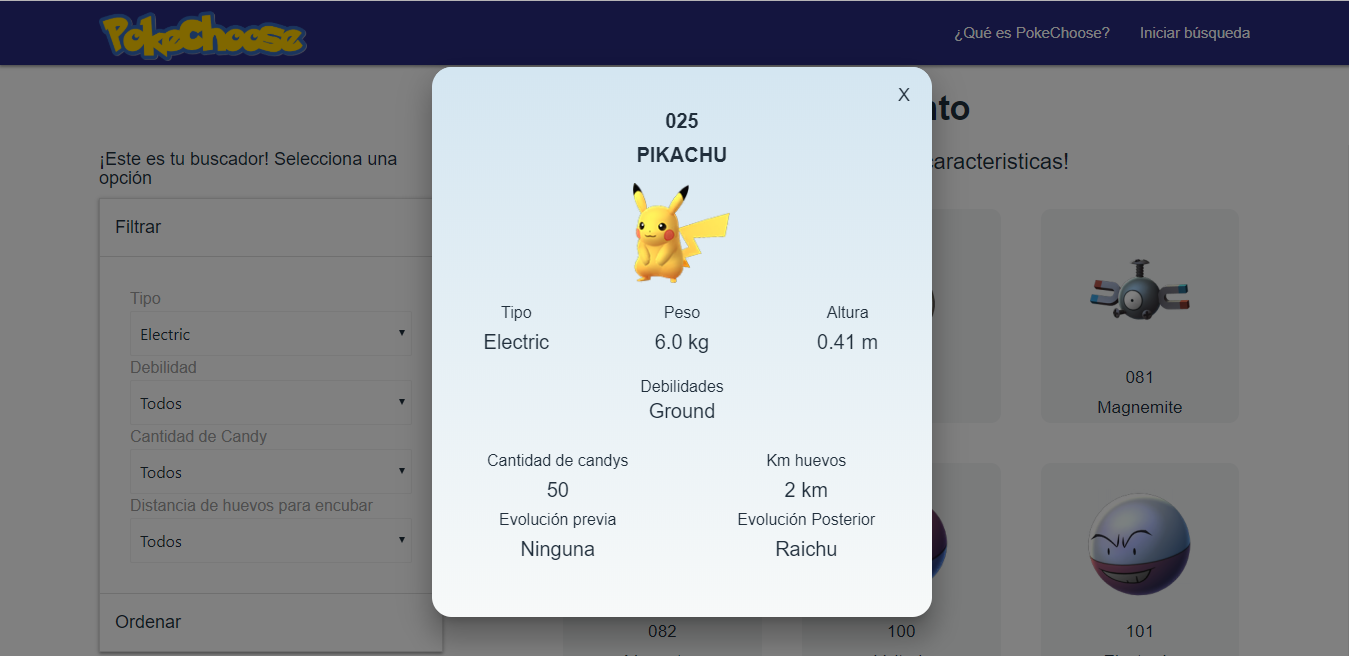 PokeChoose
¿Qué es PokeChoose?
Iniciar búsqueda
¡Este es tu buscador! Selecciona una
opción
Filtrar
Tipo
Electric
Debilidad
Todos
Cantidad de Candy
Todos
Distancia de huevos para encubar
Todos
Ordenar
X
025
PIKACHU
Tipo
Peso
Altura
Electric
6.0 kg
0.41 m
Debilidades
Ground
Cantidad de candys
Km huevos
50
2 km
Evolución previa
Evolución Posterior
Ninguna
Raichu
caracteristicas!
081
Magnemite
082
100
101